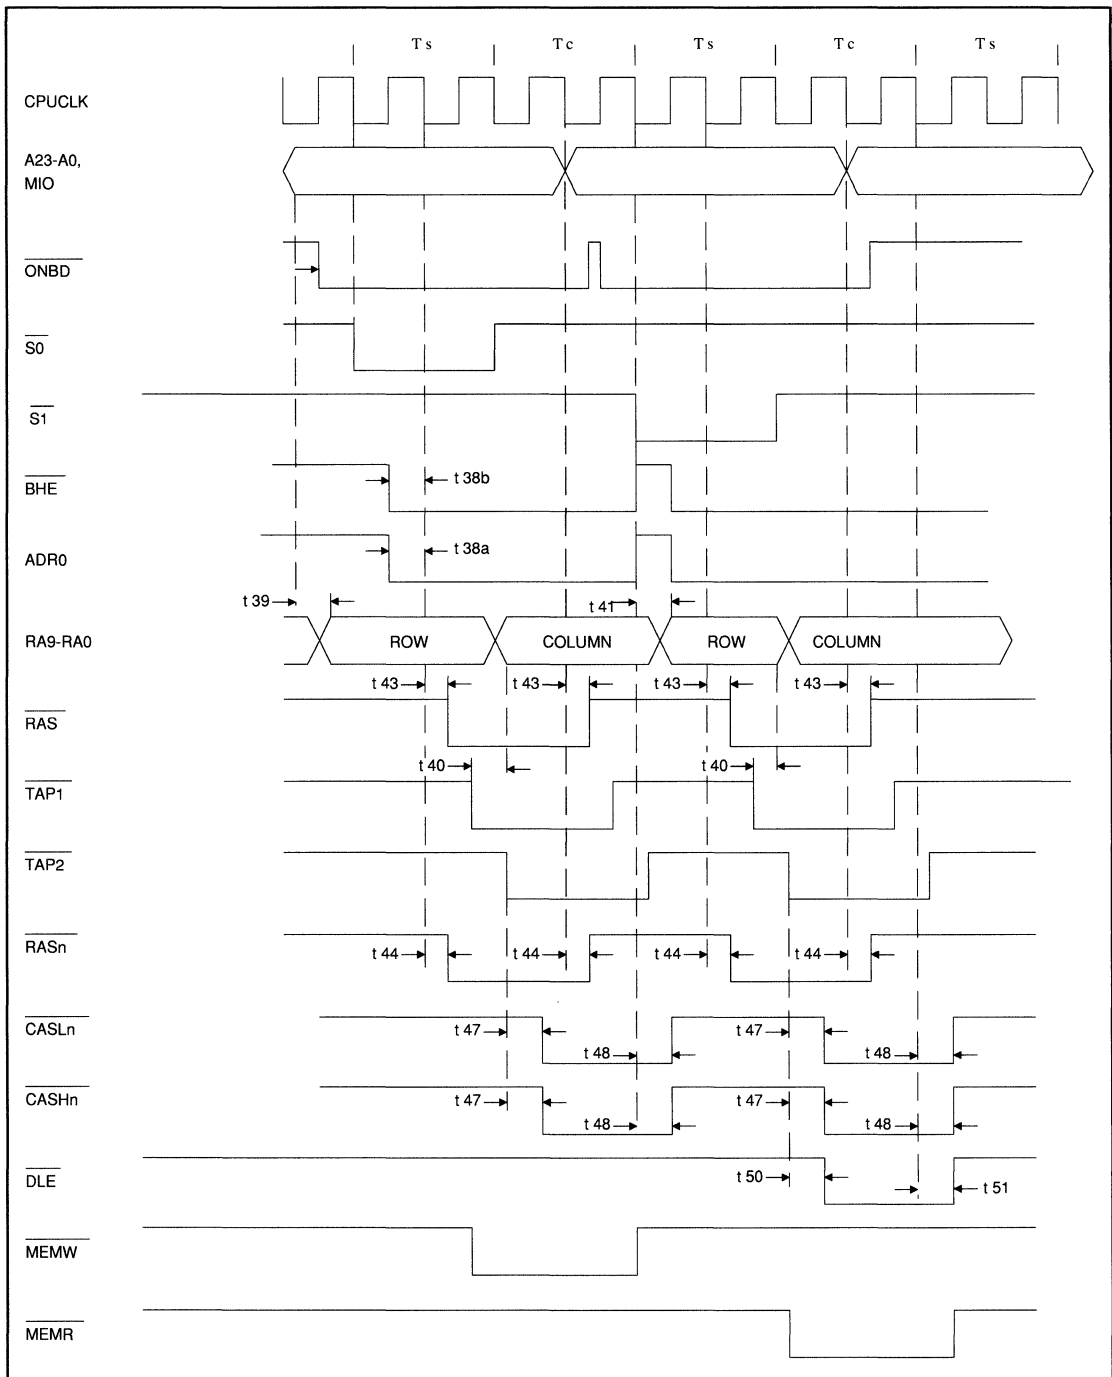 Ts Tc Ts Tc Ts
CPUCLK
A23-A0,
MIO
ONBD
S0
S1
BHE
t 38b
ADR0
t 38a
t 39
t 41
RA9-RA0
ROW COLUMN ROW COLUMN
t 43 t 43 t 43 t 43
RAS
t 40 t 40
TAP1
TAP2
RASn
t 44 t 44 t 44 t 44
CASLn
t 47 t 47
t 48 t 48
CASHn
t 47 t 47
t 48 t 48
DLE
t 50
t 51
MEMW
MEMR